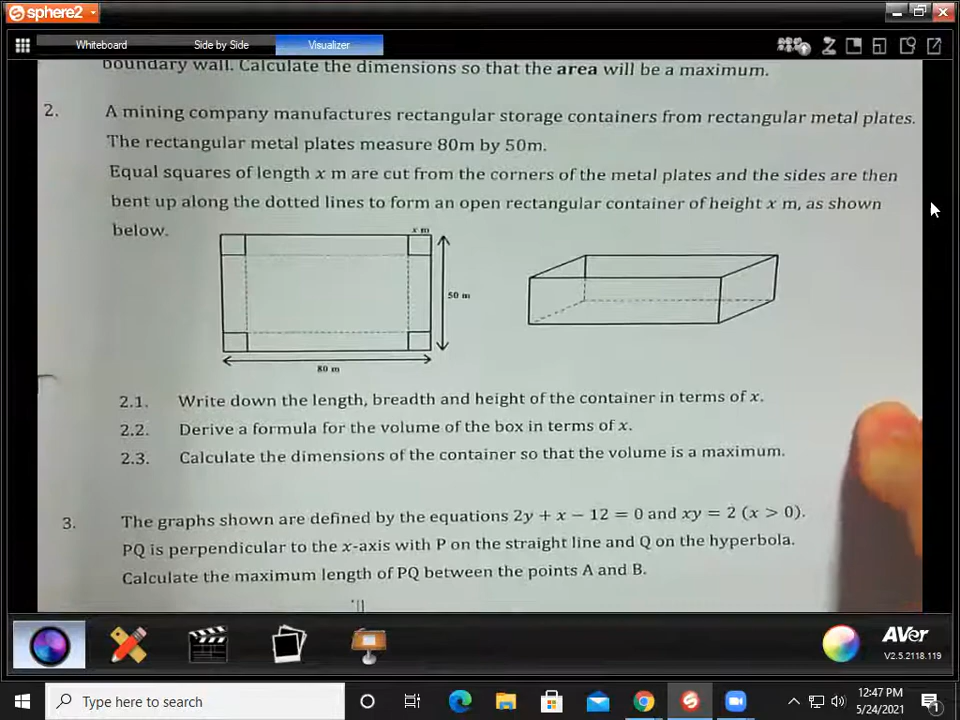 sphere2
Whiteboard
Side by Side
Visualizer
boundary wall. Calculate the dimensions so that the area will be a maximum.
2. A mining company manufactures rectangular storage containers from rectangular metal plates.
The rectangular metal plates measure 80m by 50m.
Equal squares of length x m are cut from the corners of the metal plates and the sides are then
bent up along the dotted lines to form an open rectangular container of height x m, as shown
below.
x m
50 m
80 m
2.1. Write down the length, breadth and height of the container in terms of x.
2.2. Derive a formula for the volume of the box in terms of x.
2.3. Calculate the dimensions of the container so that the volume is a maximum.
3. The graphs shown are defined by the equations 2y + x − 12 = 0 and xy = 2 (x > 0).
PQ is perpendicular to the x-axis with P on the straight line and Q on the hyperbola.
Calculate the maximum length of PQ between the points A and B.
AVer
V2.5.2118.119
Type here to search
12:47 PM
5/24/2021
1